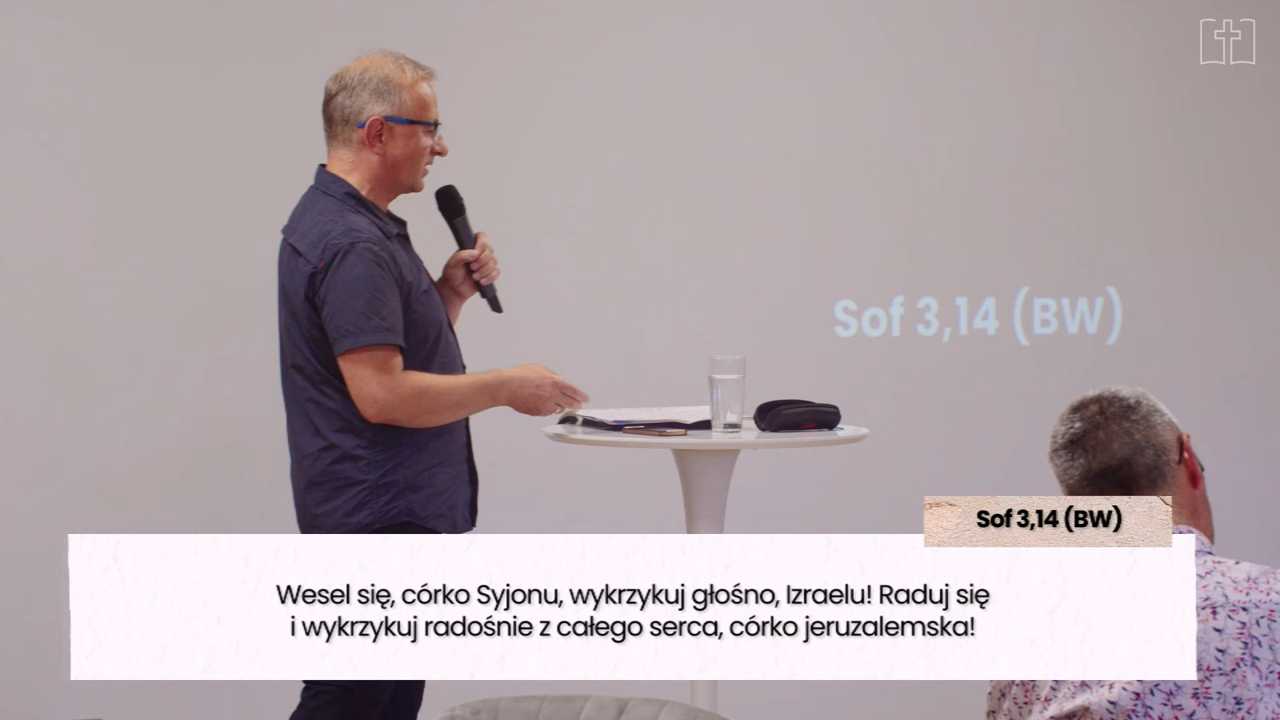 Sof 3,14 (BW)
Sof 3,14 (BW)
Wesel się, córko Syjonu, wykrzykuj głośno, Izraelu! Raduj się
i wykrzykuj radośnie z całego serca, córko jeruzalemska!